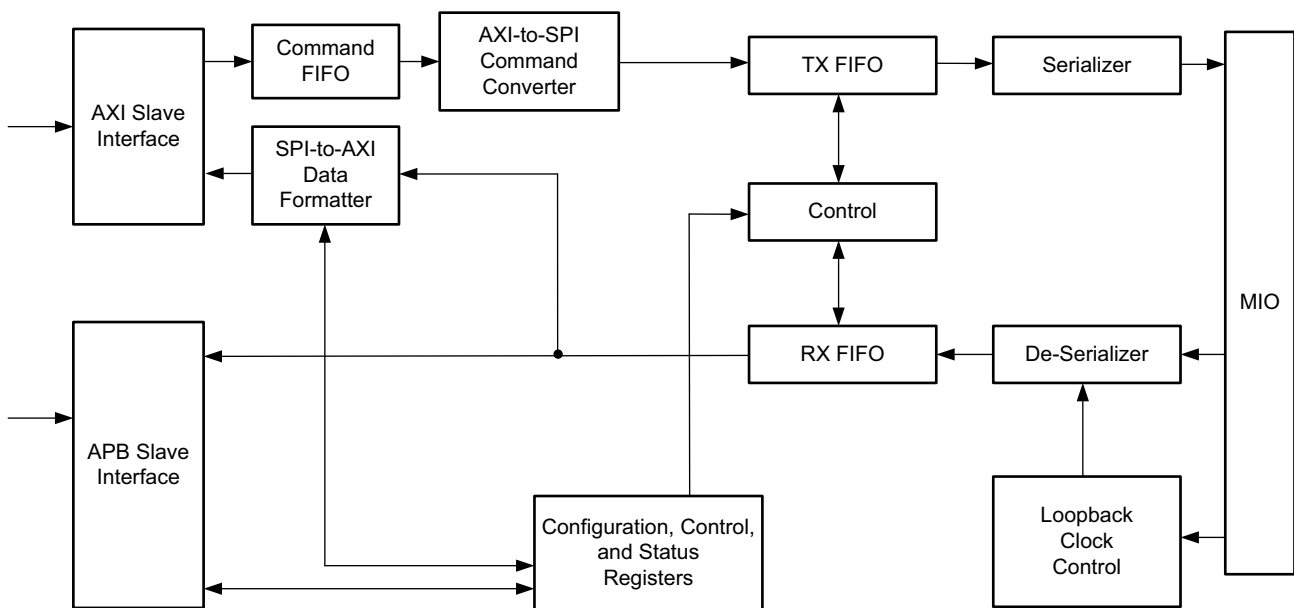 AXI Slave
Interface
Command
FIFO
AXI-to-SPI
Command
Converter
TX FIFO
Serializer
SPI-to-AXI
Data
Formatter
Control
MIO
RX FIFO
De-Serializer
APB Slave
Interface
Configuration, Control,
and Status
Registers
Loopback
Clock
Control